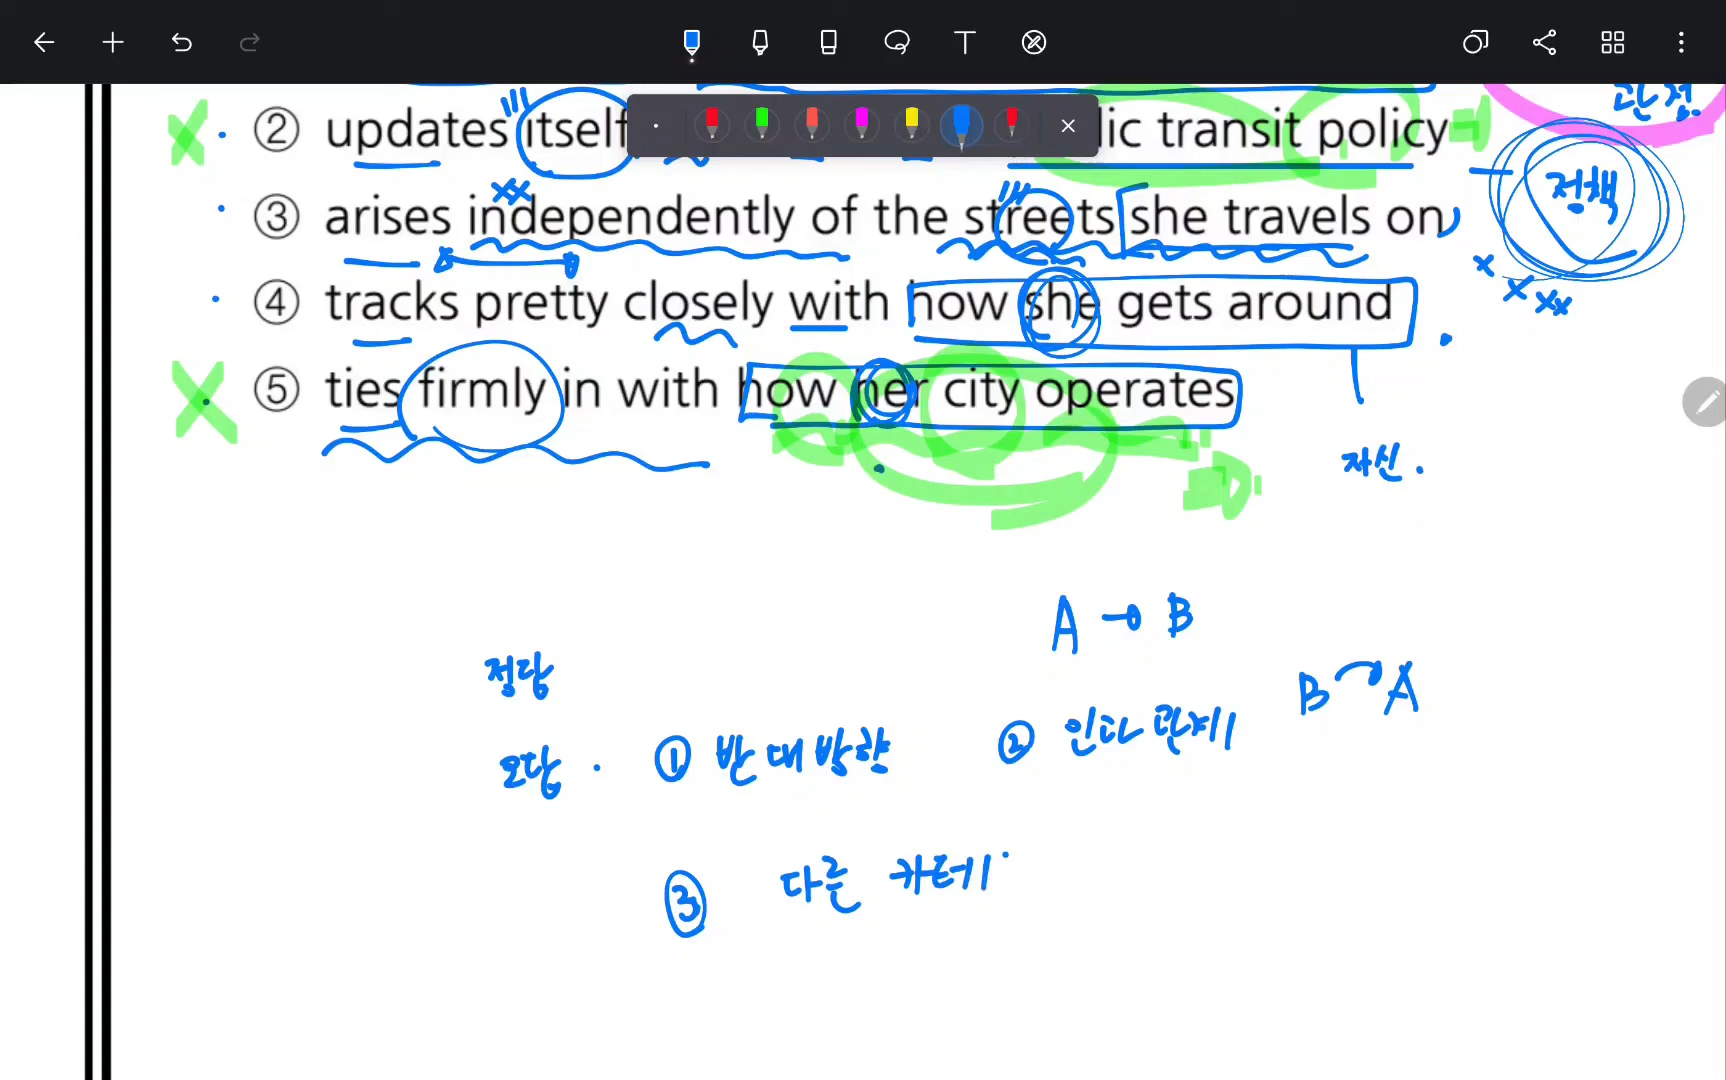 관점
② updates itself lic transit policy
정책
③ arises independently of the streets she travels on
④ tracks pretty closely with how she gets around
⑤ ties firmly in with how her city operates
자신.
A → B
정답
B → A
오답 . ① 반대방향 ② 인과관계
③ 다른 카테